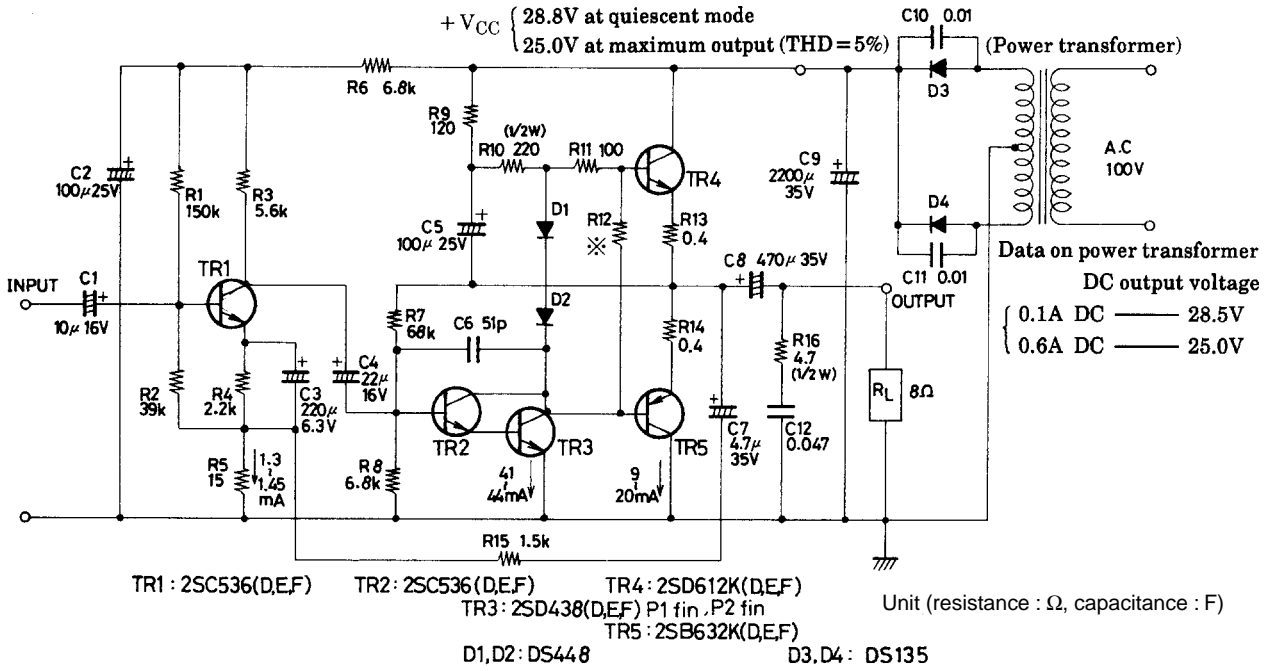 + VCC { 28.8V at quiescent mode
25.0V at maximum output (THD=5%)
C10 0.01
(Power transformer)
R6 6.8k
D3
R9
120
(1/2W)
R10 220
R11 100
TR4
C2
100μ25V
R1
150k
R3
5.6k
C9
2200μ
35V
A.C
100V
D1
R12
※
R13
0.4
D4
C5
100μ 25V
Data on power transformer
C11 0.01
DC output voltage
TR1
C8 470μ 35V
INPUT
C1
10μ 16V
OUTPUT
0.1A DC —— 28.5V
0.6A DC —— 25.0V
D2
R7
68k
C6 51p
R14
0.4
R16
4.7
(1/2W)
C4
22μ
16V
R2
39k
R4
2.2k
C3
220μ
6.3V
RL
8Ω
TR2
TR3
TR5
C7
4.7μ
35V
C12
0.047
R5
15
1.3
~
1.45
mA
R8
6.8k
41
~
44mA
9
~
20mA
R15 1.5k
TR1 : 2SC536(D,E,F)
TR2 : 2SC536(D,E,F)
TR4 : 2SD612K(D,E,F)
TR3 : 2SD438(D,E,F) P1 fin , P2 fin
Unit (resistance : Ω, capacitance : F)
TR5 : 2SB632K(D,E,F)
D1,D2 : DS448
D3,D4 : DS135